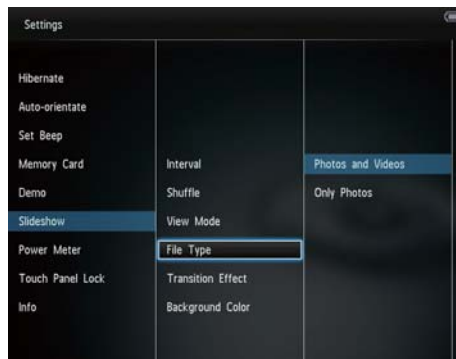 Settings
Hibernate
Auto-orientate
Set Beep
Memory Card
Demo
Slideshow
Power Meter
Touch Panel Lock
Info
Interval
Shuffle
View Mode
File Type
Transition Effect
Background Color
Photos and Videos
Only Photos